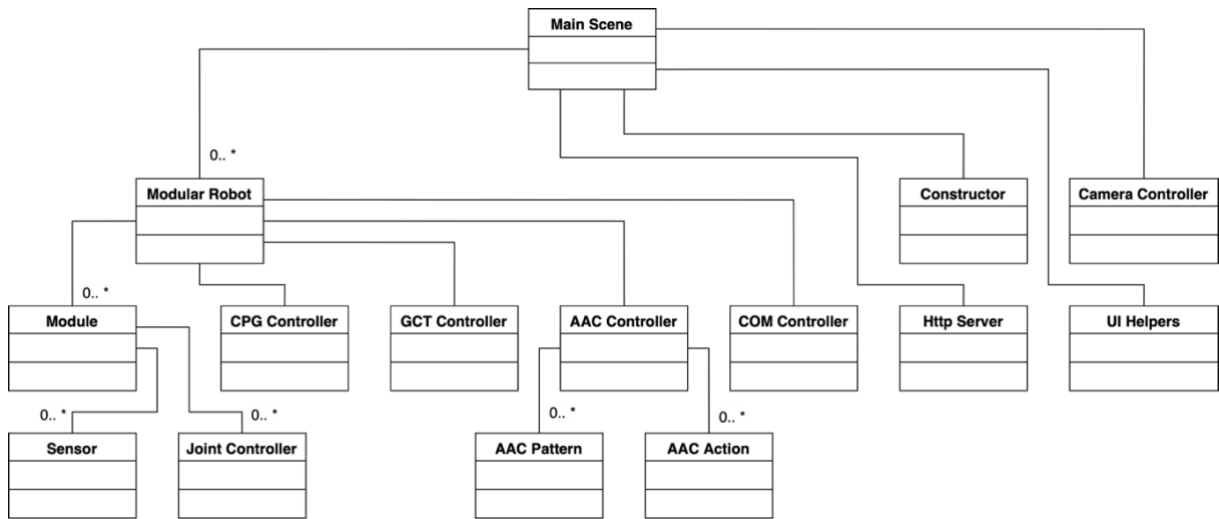 Main Scene
0.. *
Modular Robot
Constructor
Camera Controller
0.. *
Module
CPG Controller
GCT Controller
AAC Controller
COM Controller
Http Server
UI Helpers
0.. *
0.. *
0.. *
0.. *
Sensor
Joint Controller
AAC Pattern
AAC Action